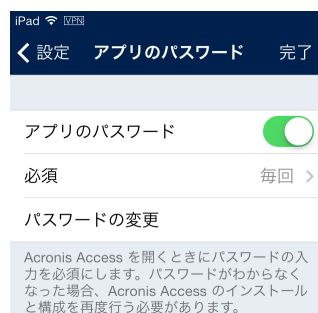 iPad VPN
設定 アプリのパスワード 完了
アプリのパスワード
必須 毎回
パスワードの変更
Acronis Access を開くときにパスワードの入
力を必須にします。パスワードがわからなく
なった場合、Acronis Access のインストール
と構成を再度行う必要があります。